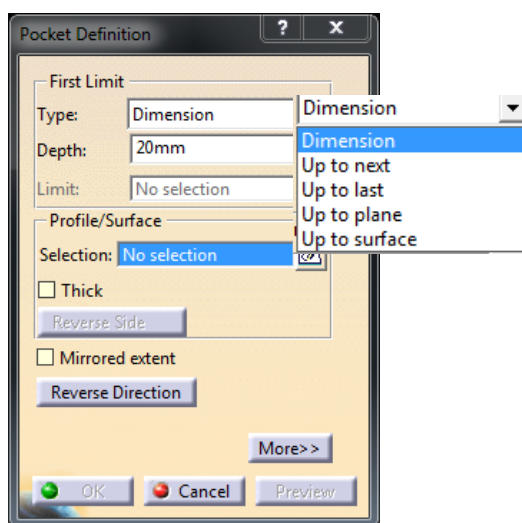 Pocket Definition ? x
First Limit
Type: Dimension
Depth: 20mm
Limit: No selection
Dimension
Dimension
Up to next
Up to last
Up to plane
Up to surface
Profile/Surface
Selection: No selection
Thick
Reverse Side
Mirrored extent
Reverse Direction
More>>
OK Cancel Preview